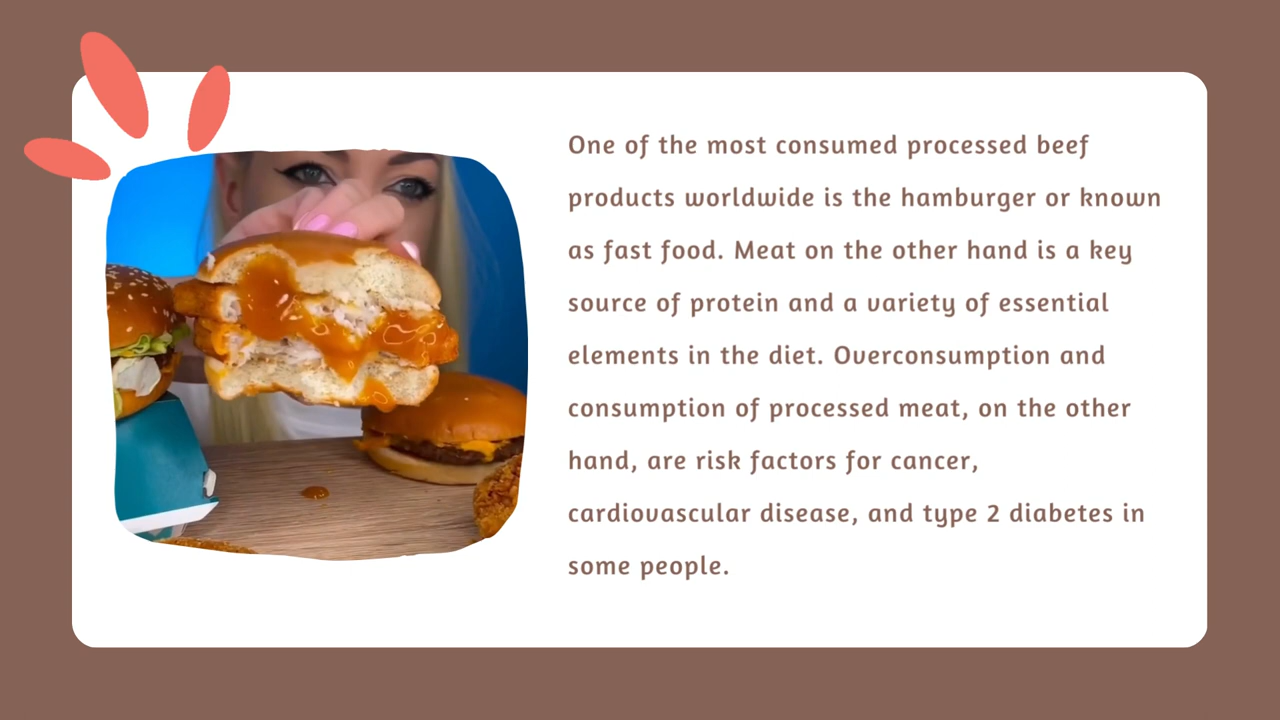 One of the most consumed processed beef
products worldwide is the hamburger or known
as fast food. Meat on the other hand is a key
source of protein and a variety of essential
elements in the diet. Overconsumption and
consumption of processed meat, on the other
hand, are risk factors for cancer,
cardiovascular disease, and type 2 diabetes in
some people.